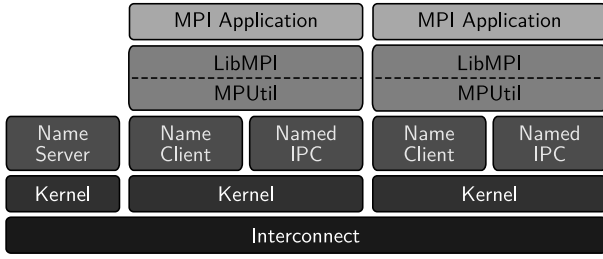 MPI Application MPI Application
LibMPI LibMPI
MPUtil MPUtil
Name Server Name Client Named IPC Name Client Named IPC
Kernel Kernel Kernel
Interconnect